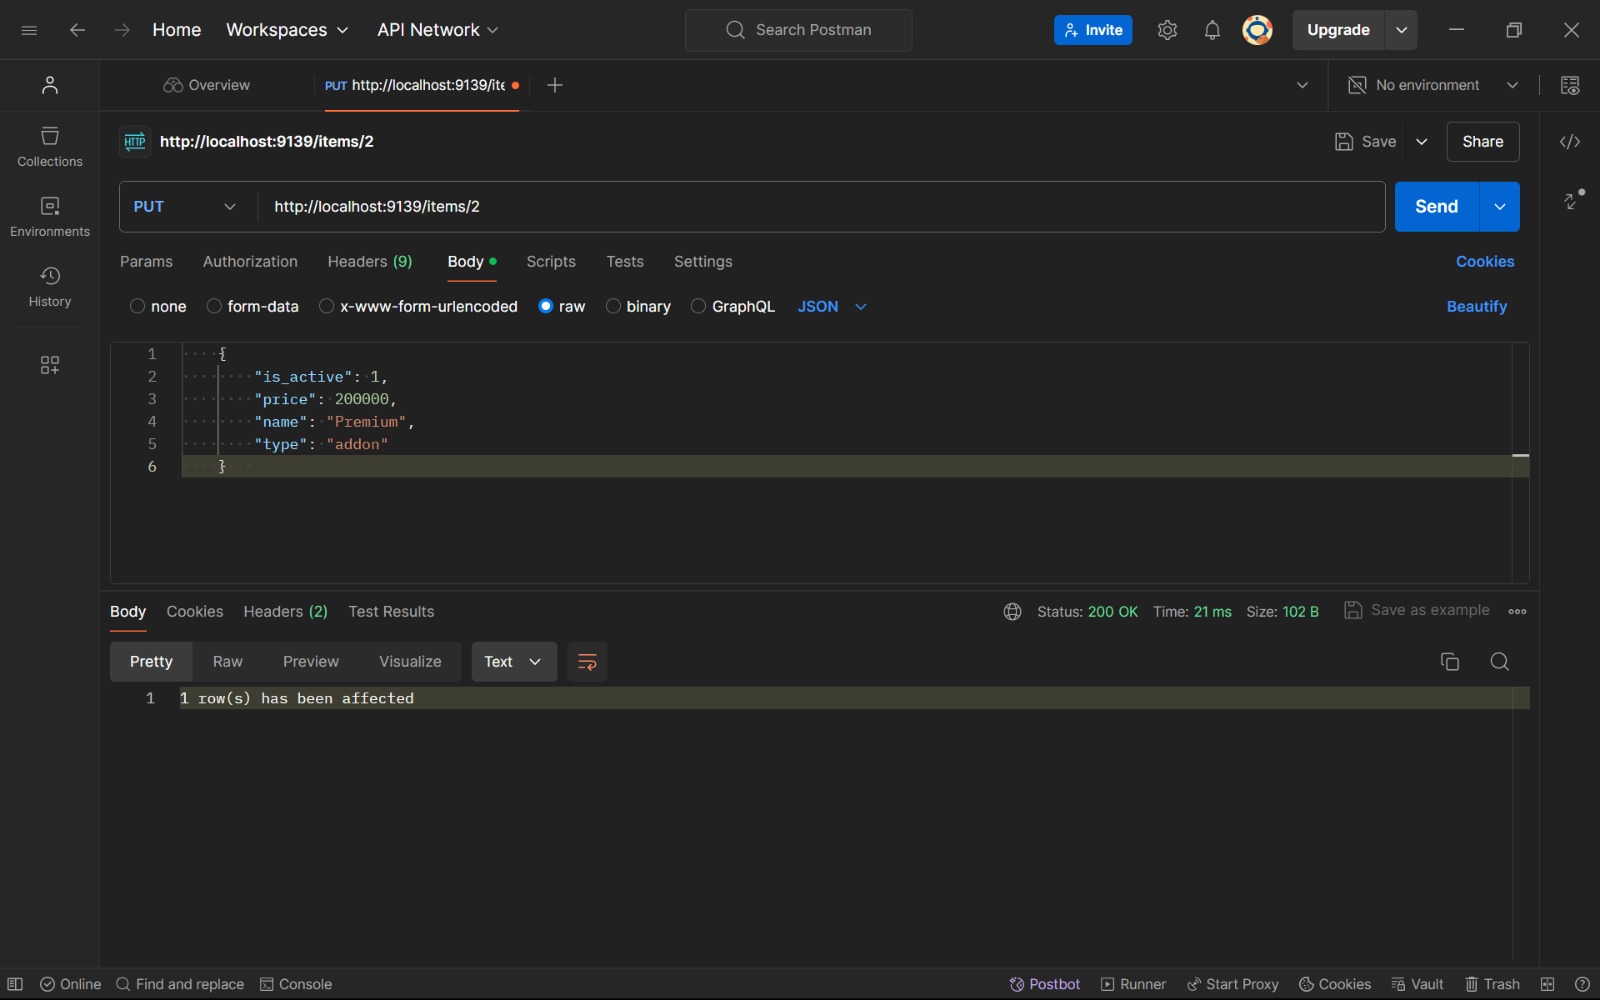 Home Workspaces API Network Search Postman Invite Upgrade
Overview PUT http://localhost:9139/ite No environment
HTTP http://localhost:9139/items/2 Save Share
Collections
Environments
History
PUT http://localhost:9139/items/2 Send
Params Authorization Headers (9) Body Scripts Tests Settings Cookies
none form-data x-www-form-urlencoded raw binary GraphQL JSON Beautify
1 {
2 "is_active": 1,
3 "price": 200000,
4 "name": "Premium",
5 "type": "addon"
6 }
Body Cookies Headers (2) Test Results Status: 200 OK Time: 21 ms Size: 102 B Save as example
Pretty Raw Preview Visualize Text
1 1 row(s) has been affected
Online Find and replace Console Postbot Runner Start Proxy Cookies Vault Trash